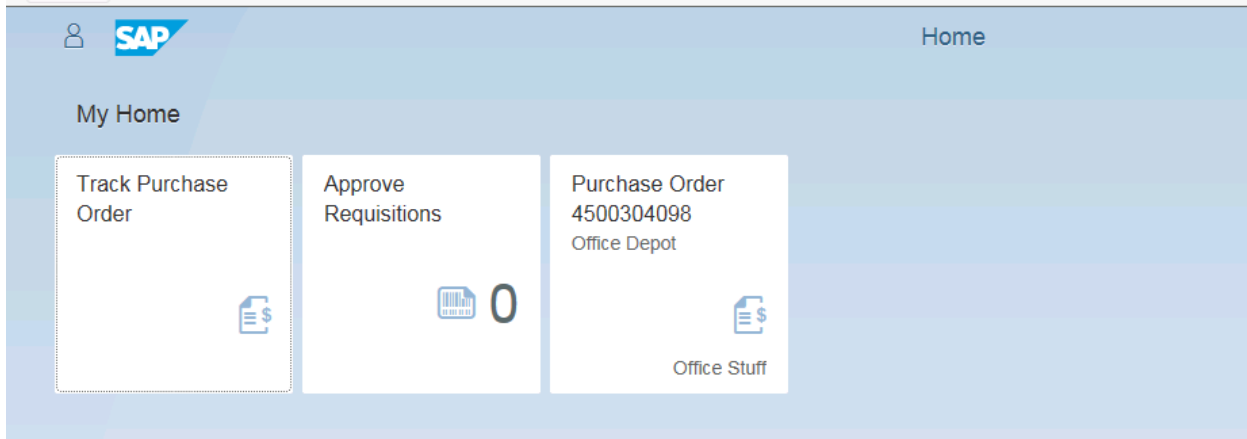 SAP
Home
My Home
Track Purchase
Order
Approve
Requisitions
0
Purchase Order
4500304098
Office Depot
$
$
Office Stuff